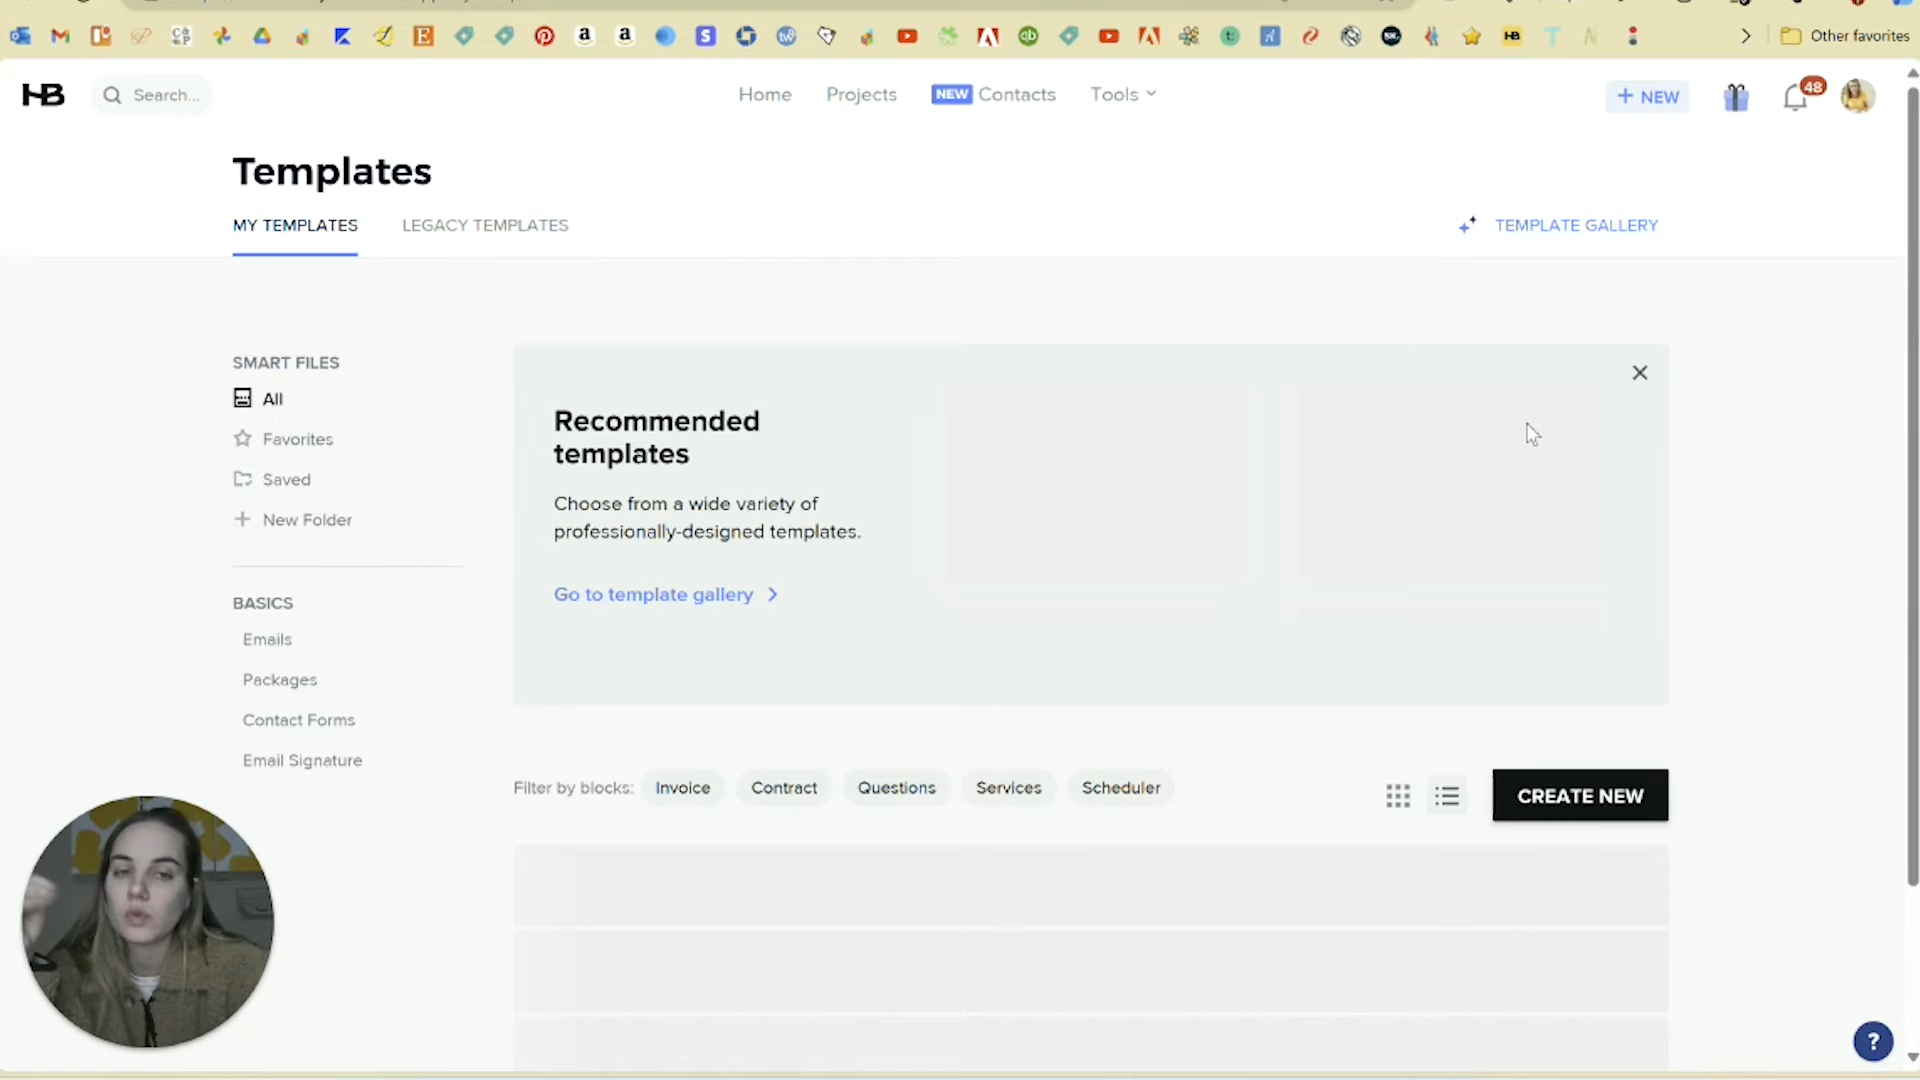 Other favorites
HB
Search...
Home
Projects
NEW Contacts
Tools
+ NEW
48
Templates
MY TEMPLATES
LEGACY TEMPLATES
TEMPLATE GALLERY
SMART FILES
All
Favorites
Saved
New Folder
BASICS
Emails
Packages
Contact Forms
Email Signature
Recommended
templates
Choose from a wide variety of
professionally-designed templates.
Go to template gallery
Filter by blocks:
Invoice
Contract
Questions
Services
Scheduler
CREATE NEW
?